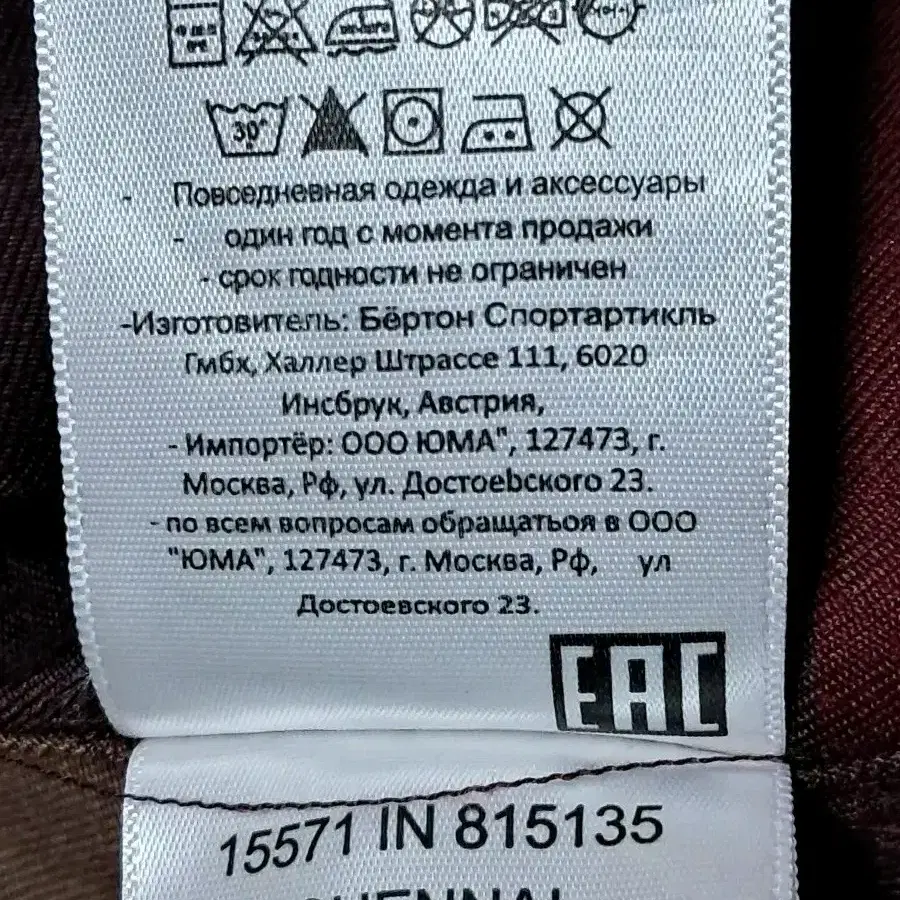 30°
- Повседневная одежда и аксессуары
- один год с момента продажи
- срок годности не ограничен
-Изготовитель: Бёртон Спортартикль
Гмбх, Халлер Штрассе 111, 6020
Инсбрук, Австрия,
- Импортёр: ООО ЮМА", 127473, г.
Москва, Рф, ул. Достоеbского 23.
- по всем вопросам обращатьоя в ООО
"ЮМА", 127473, г. Москва, Рф, ул
Достоевского 23.
EAC
15571 IN 815135
CHENNAI